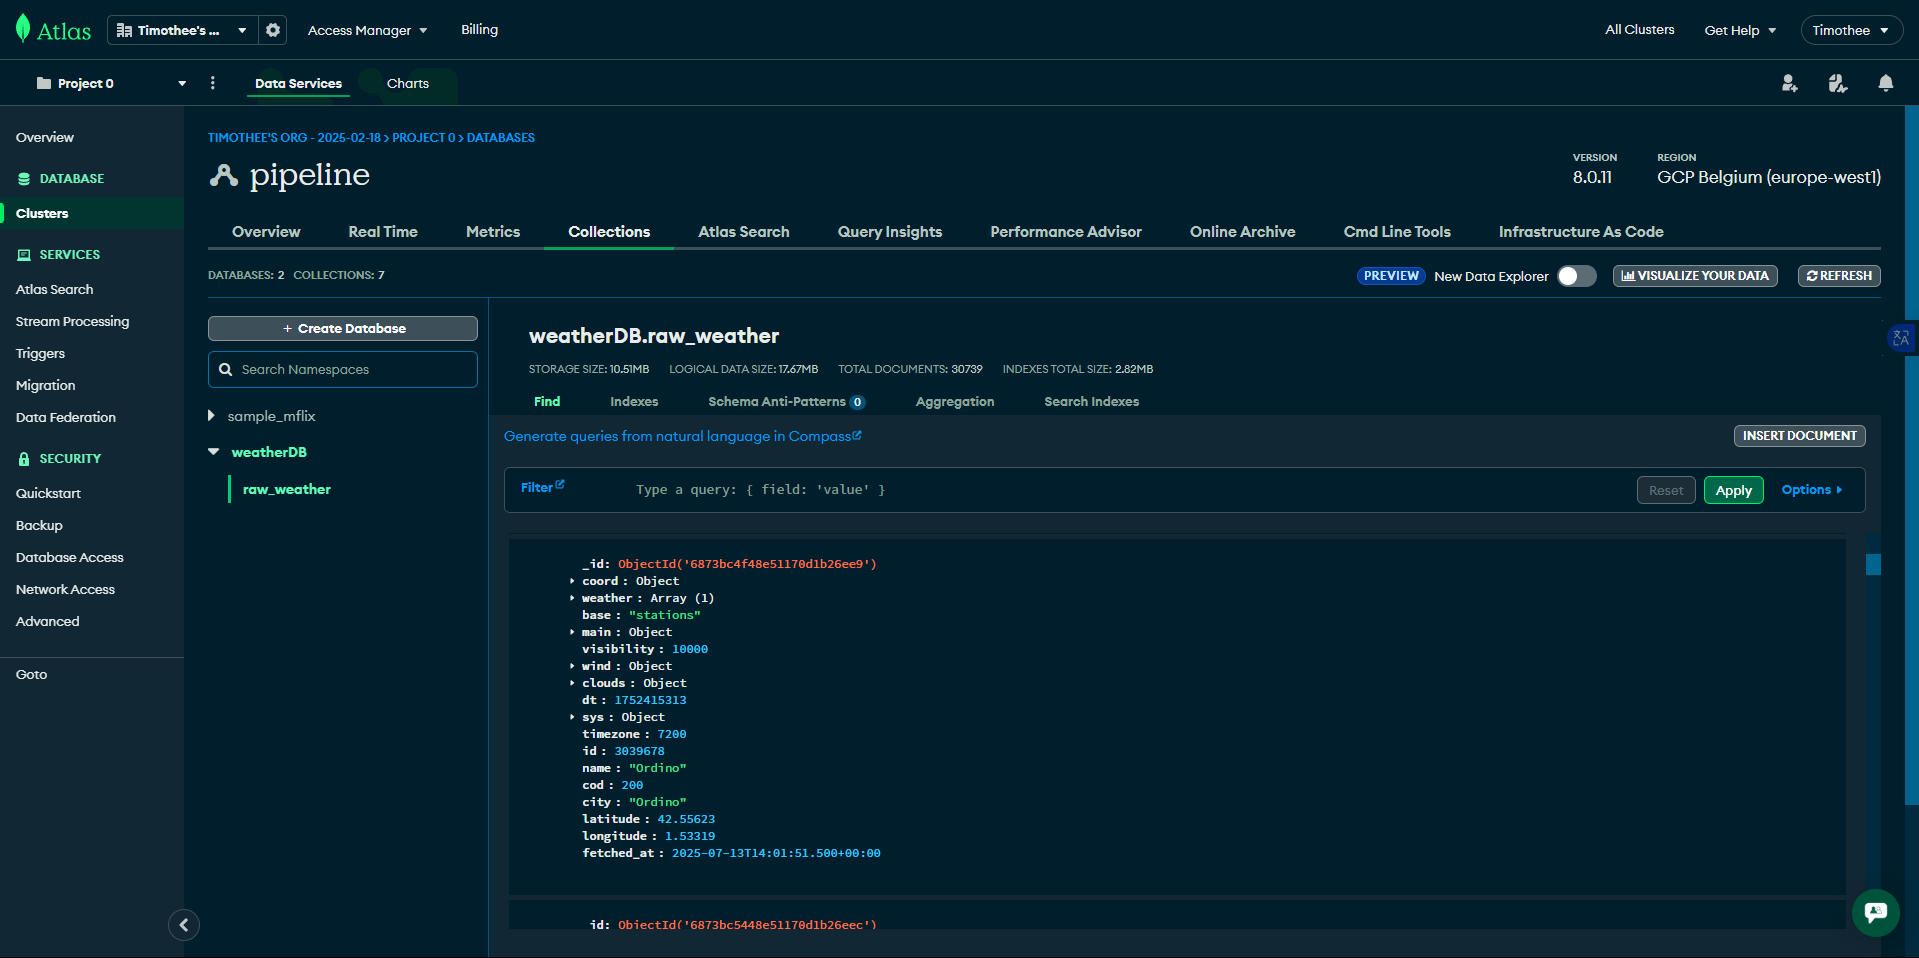 Atlas
Timothee's ...
Access Manager
Billing
All Clusters
Get Help
Timothee
Project 0
Data Services
Charts
Overview
DATABASE
Clusters
SERVICES
Atlas Search
Stream Processing
Triggers
Migration
Data Federation
SECURITY
Quickstart
Backup
Database Access
Network Access
Advanced
Goto
TIMOTHEE'S ORG - 2025-02-18 > PROJECT 0 > DATABASES
pipeline
VERSION
8.0.11
REGION
GCP Belgium (europe-west1)
Overview
Real Time
Metrics
Collections
Atlas Search
Query Insights
Performance Advisor
Online Archive
Cmd Line Tools
Infrastructure As Code
DATABASES: 2 COLLECTIONS: 7
PREVIEW New Data Explorer
VISUALIZE YOUR DATA
REFRESH
+ Create Database
Search Namespaces
sample_mflix
weatherDB
raw_weather
weatherDB.raw_weather
STORAGE SIZE: 10.51MB LOGICAL DATA SIZE: 17.67MB TOTAL DOCUMENTS: 30739 INDEXES TOTAL SIZE: 2.82MB
Find
Indexes
Schema Anti-Patterns 0
Aggregation
Search Indexes
Generate queries from natural language in Compass
INSERT DOCUMENT
Filter
Type a query: { field: 'value' }
Reset
Apply
Options
_id: ObjectId('6873bc4f48e51170d1b26ee9')
coord : Object
weather : Array (1)
base : "stations"
main : Object
visibility : 10000
wind : Object
clouds : Object
dt : 1752415313
sys : Object
timezone : 7200
id : 3039678
name : "Ordino"
cod : 200
city : "Ordino"
latitude : 42.55623
longitude : 1.53319
fetched_at : 2025-07-13T14:01:51.500+00:00
_id: ObjectId('6873bc5448e51170d1b26eec')